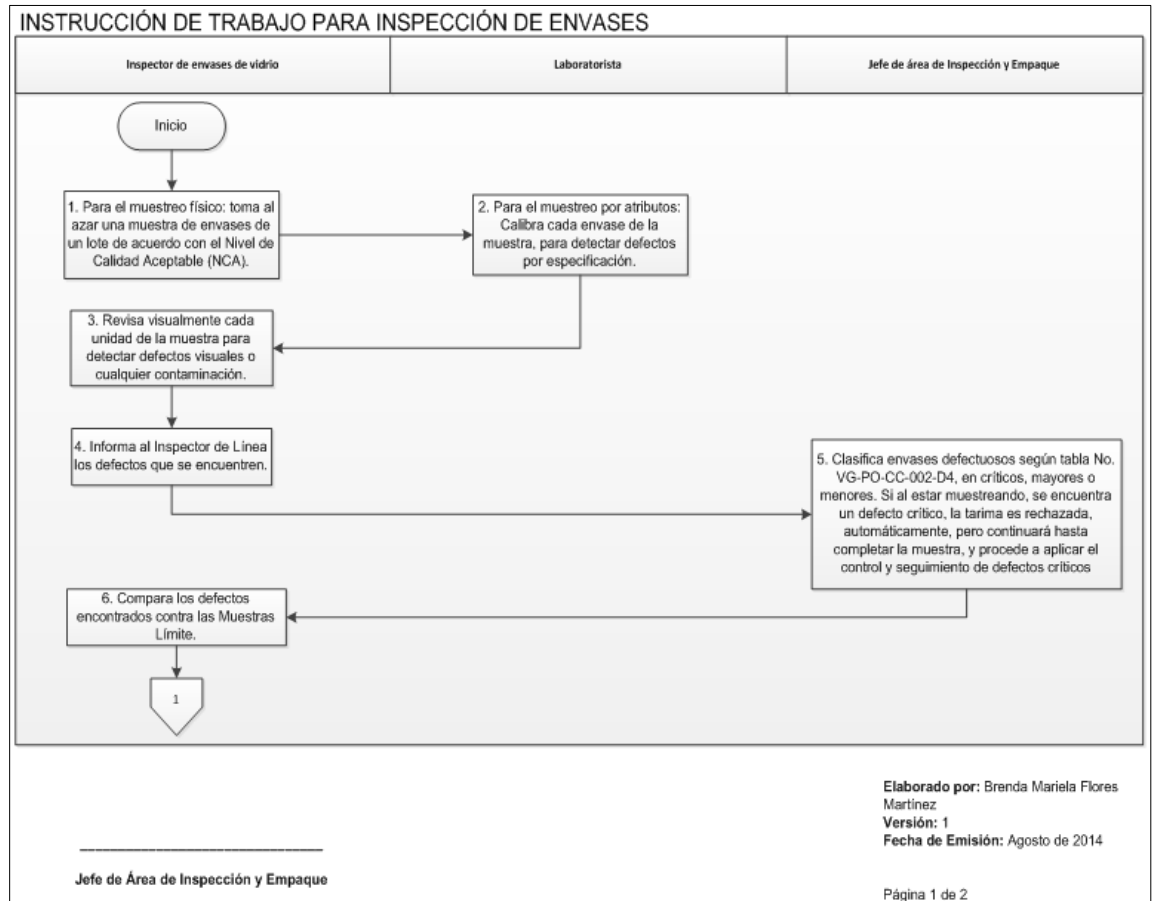 INSTRUCCIÓN DE TRABAJO PARA INSPECCIÓN DE ENVASES
Inspector de envases de vidrio
Laboratorista
Jefe de área de Inspección y Empaque
Inicio
1. Para el muestreo físico: toma al
azar una muestra de envases de
un lote de acuerdo con el Nivel de
Calidad Aceptable (NCA).
2. Para el muestreo por atributos:
Calibra cada envase de la
muestra, para detectar defectos
por especificación.
3. Revisa visualmente cada
unidad de la muestra para
detectar defectos visuales o
cualquier contaminación.
4. Informa al Inspector de Línea
los defectos que se encuentren.
5. Clasifica envases defectuosos según tabla No.
VG-PO-CC-002-D4, en críticos, mayores o
menores. Si al estar muestreando, se encuentra
un defecto crítico, la tarima es rechazada,
automáticamente, pero continuará hasta
completar la muestra, y procede a aplicar el
control y seguimiento de defectos críticos
6. Compara los defectos
encontrados contra las Muestras
Límite.
1
Elaborado por: Brenda Mariela Flores
Martínez
Versión: 1
Fecha de Emisión: Agosto de 2014
Jefe de Área de Inspección y Empaque
Página 1 de 2